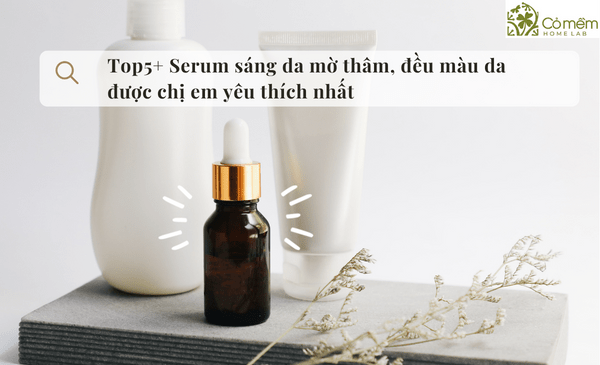 Cỏ mềm
HOME LAB
Top5+ Serum sáng da mờ thâm, đều màu da
được chị em yêu thích nhất